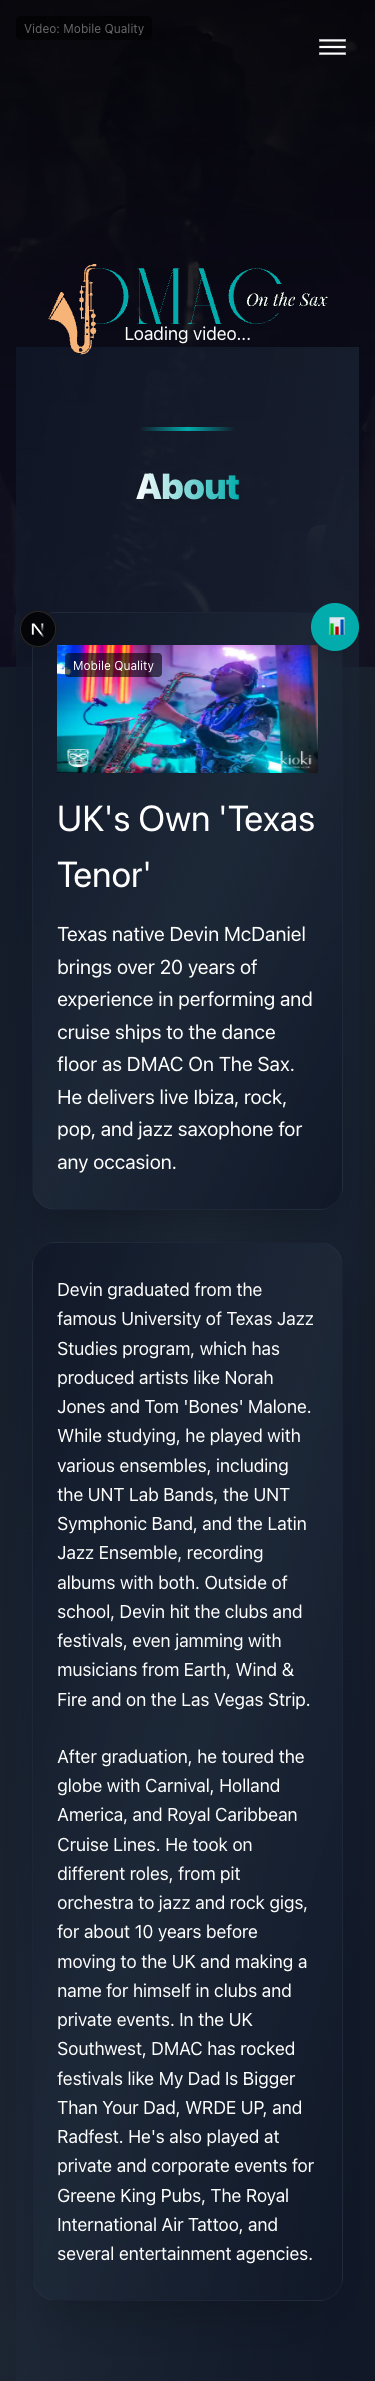 Video: Mobile Quality
DMAC On the Sax
Loading video...
About
N
Mobile Quality
kioki
UK's Own 'Texas
Tenor'
Texas native Devin McDaniel
brings over 20 years of
experience in performing and
cruise ships to the dance
floor as DMAC On The Sax.
He delivers live Ibiza, rock,
pop, and jazz saxophone for
any occasion.
Devin graduated from the
famous University of Texas Jazz
Studies program, which has
produced artists like Norah
Jones and Tom 'Bones' Malone.
While studying, he played with
various ensembles, including
the UNT Lab Bands, the UNT
Symphonic Band, and the Latin
Jazz Ensemble, recording
albums with both. Outside of
school, Devin hit the clubs and
festivals, even jamming with
musicians from Earth, Wind &
Fire and on the Las Vegas Strip.
After graduation, he toured the
globe with Carnival, Holland
America, and Royal Caribbean
Cruise Lines. He took on
different roles, from pit
orchestra to jazz and rock gigs,
for about 10 years before
moving to the UK and making a
name for himself in clubs and
private events. In the UK
Southwest, DMAC has rocked
festivals like My Dad Is Bigger
Than Your Dad, WRDE UP, and
Radfest. He's also played at
private and corporate events for
Greene King Pubs, The Royal
International Air Tattoo, and
several entertainment agencies.